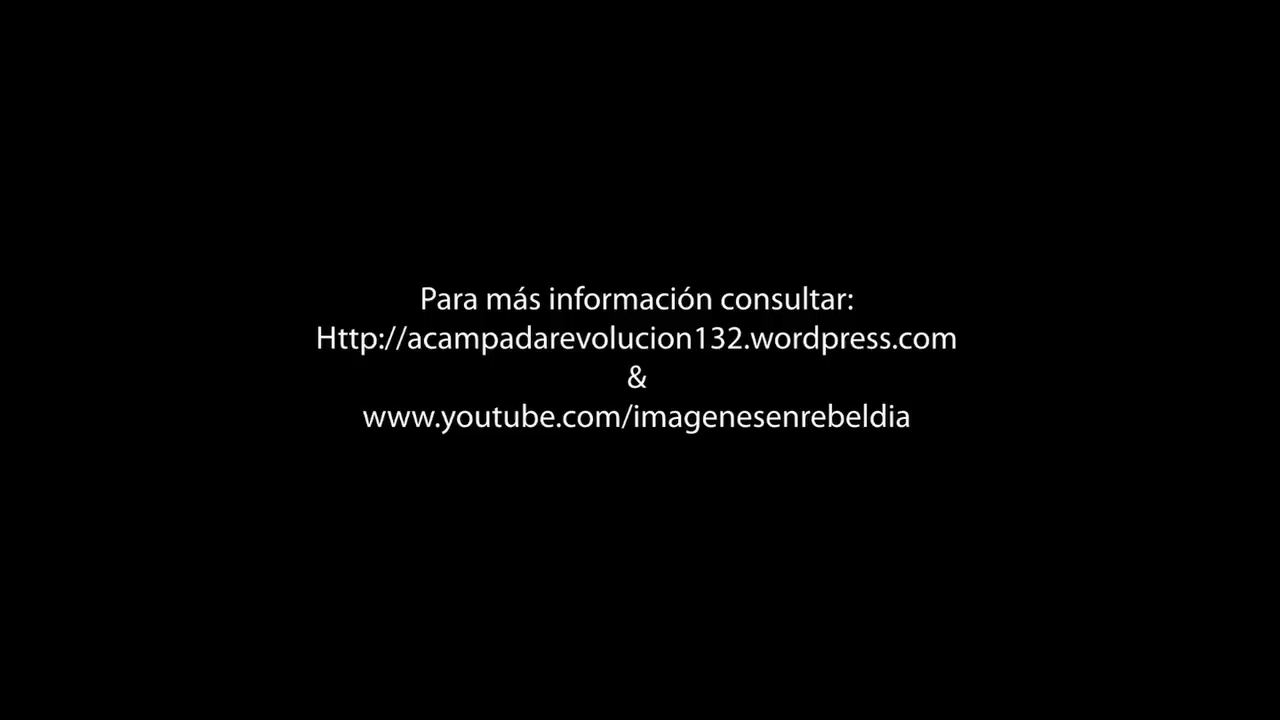 Para más información consultar:
Http://acampadarevolucion132.wordpress.com
&
www.youtube.com/imagenesenrebeldia